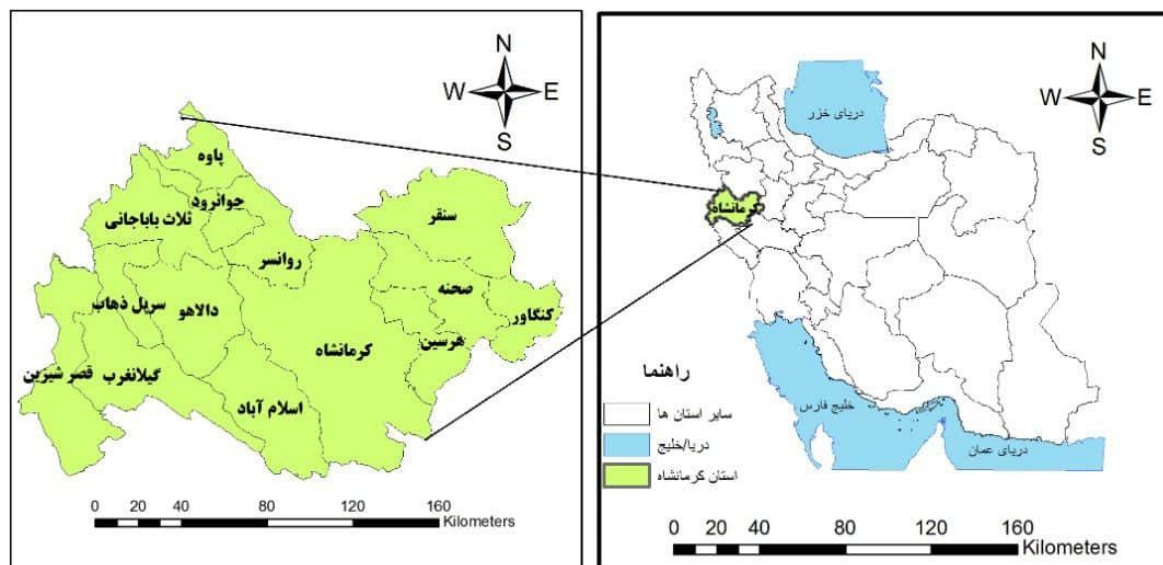 N
W E
S
پاوه
جوانرود
ثلاث باباجانی
سنقر
روانسر
صحنه
سرپل ذهاب
دالاهو
کنگاور
هرسین
کرمانشاه
قصر شیرین
گیلانغرب
اسلام آباد
0 20 40 80 120 160
Kilometers
N
W E
S
دریای خزر
کرمانشاه
راهنما
سایر استان ها
دریا/خلیج
استان کرمانشاه
خلیج فارس
دریای عمان
0 20 40 80 120 160
Kilometers